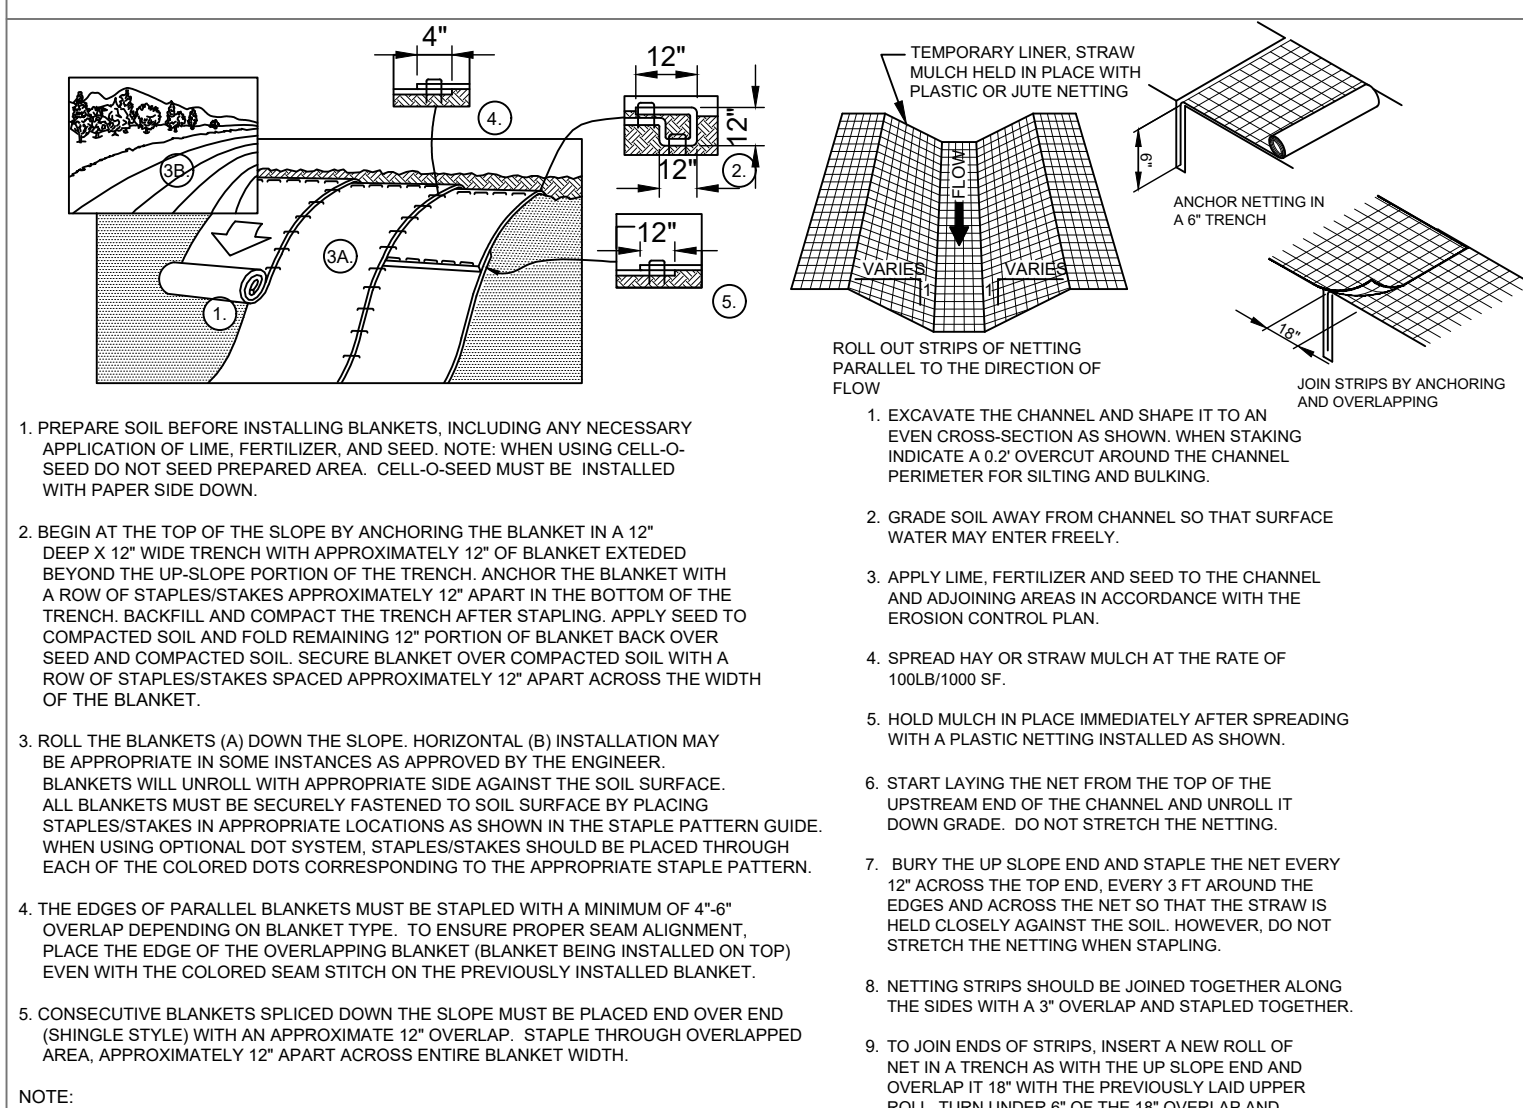 4"
4.
12"
12"
12"
2.
3B.
3A.
12"
1.
5.
TEMPORARY LINER, STRAW
MULCH HELD IN PLACE WITH
PLASTIC OR JUTE NETTING
FLOW
VARIES
1
VARIES
1
ROLL OUT STRIPS OF NETTING
PARALLEL TO THE DIRECTION OF
FLOW
6"
ANCHOR NETTING IN
A 6" TRENCH
18"
JOIN STRIPS BY ANCHORING
AND OVERLAPPING
1. PREPARE SOIL BEFORE INSTALLING BLANKETS, INCLUDING ANY NECESSARY
APPLICATION OF LIME, FERTILIZER, AND SEED. NOTE: WHEN USING CELL-O-
SEED DO NOT SEED PREPARED AREA. CELL-O-SEED MUST BE INSTALLED
WITH PAPER SIDE DOWN.
2. BEGIN AT THE TOP OF THE SLOPE BY ANCHORING THE BLANKET IN A 12"
DEEP X 12" WIDE TRENCH WITH APPROXIMATELY 12" OF BLANKET EXTEDED
BEYOND THE UP-SLOPE PORTION OF THE TRENCH. ANCHOR THE BLANKET WITH
A ROW OF STAPLES/STAKES APPROXIMATELY 12" APART IN THE BOTTOM OF THE
TRENCH. BACKFILL AND COMPACT THE TRENCH AFTER STAPLING. APPLY SEED TO
COMPACTED SOIL AND FOLD REMAINING 12" PORTION OF BLANKET BACK OVER
SEED AND COMPACTED SOIL. SECURE BLANKET OVER COMPACTED SOIL WITH A
ROW OF STAPLES/STAKES SPACED APPROXIMATELY 12" APART ACROSS THE WIDTH
OF THE BLANKET.
3. ROLL THE BLANKETS (A) DOWN THE SLOPE. HORIZONTAL (B) INSTALLATION MAY
BE APPROPRIATE IN SOME INSTANCES AS APPROVED BY THE ENGINEER.
BLANKETS WILL UNROLL WITH APPROPRIATE SIDE AGAINST THE SOIL SURFACE.
ALL BLANKETS MUST BE SECURELY FASTENED TO SOIL SURFACE BY PLACING
STAPLES/STAKES IN APPROPRIATE LOCATIONS AS SHOWN IN THE STAPLE PATTERN GUIDE.
WHEN USING OPTIONAL DOT SYSTEM, STAPLES/STAKES SHOULD BE PLACED THROUGH
EACH OF THE COLORED DOTS CORRESPONDING TO THE APPROPRIATE STAPLE PATTERN.
4. THE EDGES OF PARALLEL BLANKETS MUST BE STAPLED WITH A MINIMUM OF 4"-6"
OVERLAP DEPENDING ON BLANKET TYPE. TO ENSURE PROPER SEAM ALIGNMENT,
PLACE THE EDGE OF THE OVERLAPPING BLANKET (BLANKET BEING INSTALLED ON TOP)
EVEN WITH THE COLORED SEAM STITCH ON THE PREVIOUSLY INSTALLED BLANKET.
5. CONSECUTIVE BLANKETS SPLICED DOWN THE SLOPE MUST BE PLACED END OVER END
(SHINGLE STYLE) WITH AN APPROXIMATE 12" OVERLAP. STAPLE THROUGH OVERLAPPED
AREA, APPROXIMATELY 12" APART ACROSS ENTIRE BLANKET WIDTH.
NOTE:
1. EXCAVATE THE CHANNEL AND SHAPE IT TO AN
EVEN CROSS-SECTION AS SHOWN. WHEN STAKING
INDICATE A 0.2' OVERCUT AROUND THE CHANNEL
PERIMETER FOR SILTING AND BULKING.
2. GRADE SOIL AWAY FROM CHANNEL SO THAT SURFACE
WATER MAY ENTER FREELY.
3. APPLY LIME, FERTILIZER AND SEED TO THE CHANNEL
AND ADJOINING AREAS IN ACCORDANCE WITH THE
EROSION CONTROL PLAN.
4. SPREAD HAY OR STRAW MULCH AT THE RATE OF
100LB/1000 SF.
5. HOLD MULCH IN PLACE IMMEDIATELY AFTER SPREADING
WITH A PLASTIC NETTING INSTALLED AS SHOWN.
6. START LAYING THE NET FROM THE TOP OF THE
UPSTREAM END OF THE CHANNEL AND UNROLL IT
DOWN GRADE. DO NOT STRETCH THE NETTING.
7. BURY THE UP SLOPE END AND STAPLE THE NET EVERY
12" ACROSS THE TOP END, EVERY 3 FT AROUND THE
EDGES AND ACROSS THE NET SO THAT THE STRAW IS
HELD CLOSELY AGAINST THE SOIL. HOWEVER, DO NOT
STRETCH THE NETTING WHEN STAPLING.
8. NETTING STRIPS SHOULD BE JOINED TOGETHER ALONG
THE SIDES WITH A 3" OVERLAP AND STAPLED TOGETHER.
9. TO JOIN ENDS OF STRIPS, INSERT A NEW ROLL OF
NET IN A TRENCH AS WITH THE UP SLOPE END AND
OVERLAP IT 18" WITH THE PREVIOUSLY LAID UPPER
ROLL. TURN UNDER 6" OF THE 18" OVERLAP AND